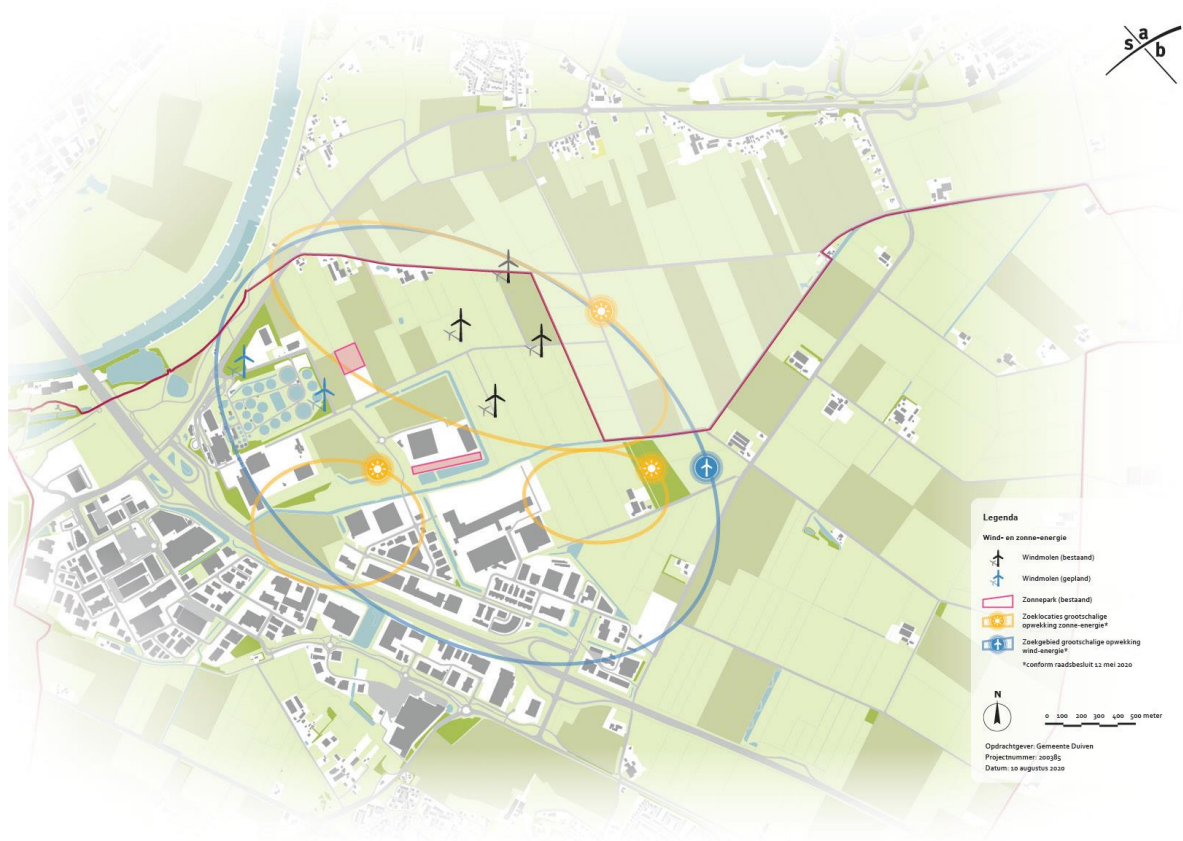 s a b
Legenda
Wind- en zonne-energie
Windmolen (bestaand)
Windmolen (gepland)
Zonnepark (bestaand)
Zoeklocaties grootschalige
opwekking zonne-energie*
Zoekgebied grootschalige opwekking
wind-energie*
*conform raadsbesluit 12 mei 2020
N
0 100 200 300 400 500 meter
Opdrachtgever: Gemeente Duiven
Projectnummer: 200385
Datum: 10 augustus 2020